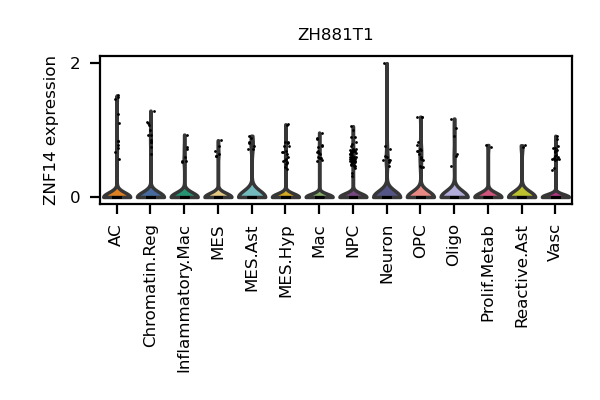 ZH881T1
ZNF14 expression
2
0
AC
Chromatin.Reg
Inflammatory.Mac
MES
MES.Ast
MES.Hyp
Mac
NPC
Neuron
OPC
Oligo
Prolif.Metab
Reactive.Ast
Vasc